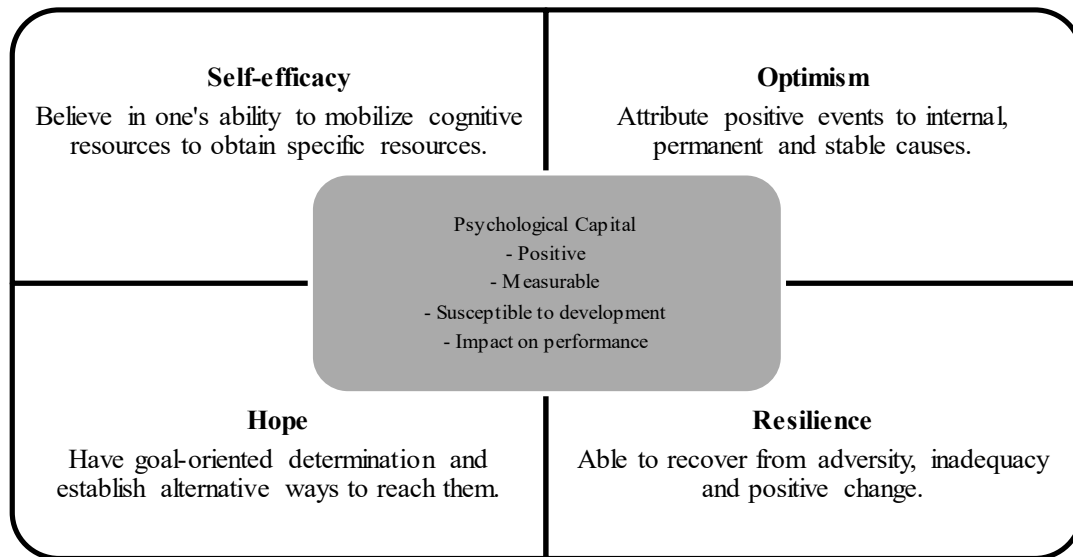 Self-efficacy
Believe in one's ability to mobilize cognitive
resources to obtain specific resources.
Optimism
Attribute positive events to internal,
permanent and stable causes.
Psychological Capital
- Positive
- Measurable
- Susceptible to development
- Impact on performance
Hope
Have goal-oriented determination and
establish alternative ways to reach them.
Resilience
Able to recover from adversity, inadequacy
and positive change.